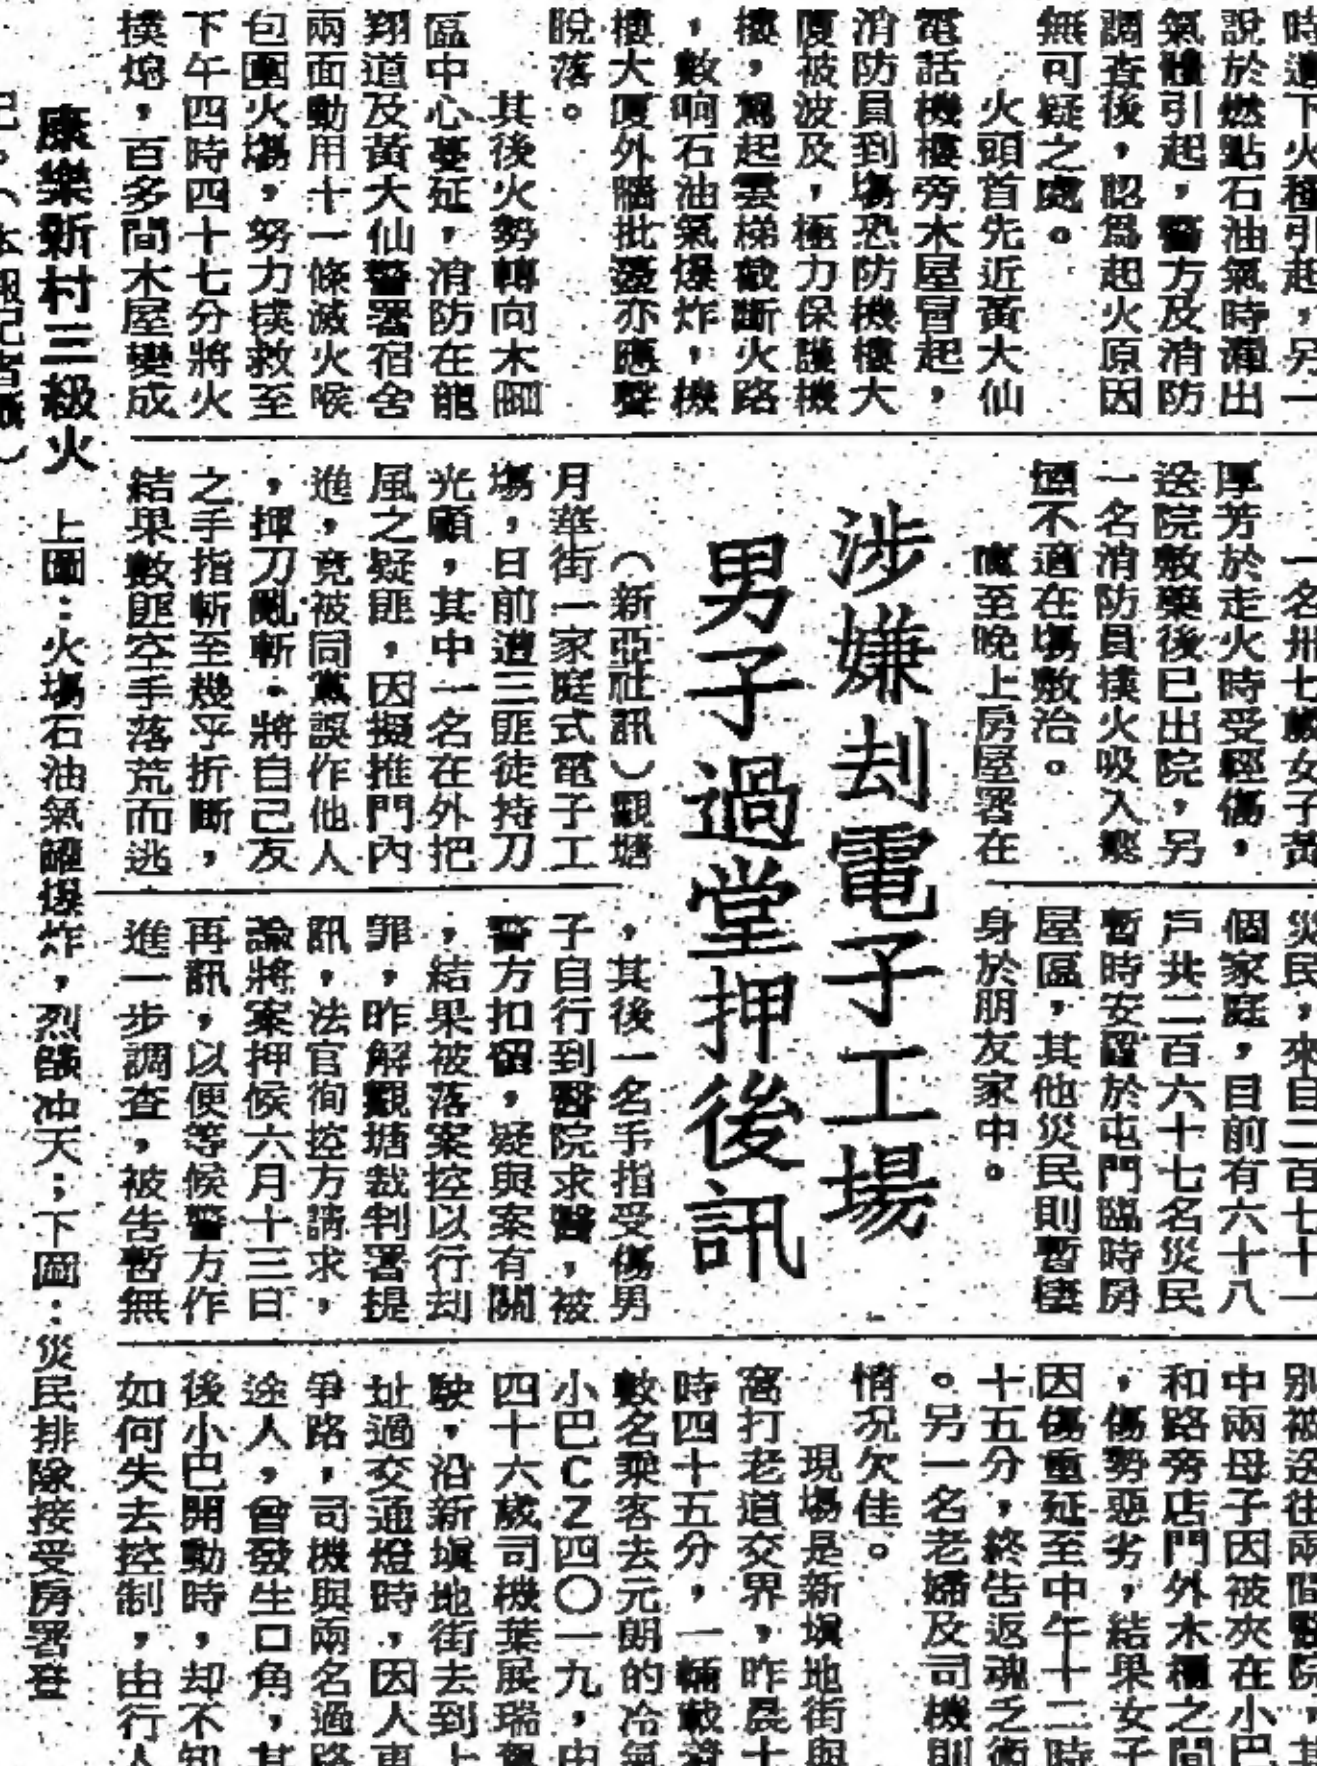 時遺下火種引起，另一
說於燃點石油氣時漏出
氣體引起，警方及消防
調查後，認爲起火原因
無可疑之處。
火頭首先近黃大仙
電話機樓旁木屋冒起，
消防員到塲恐防機樓大
廈被波及，極力保護機
樓，駕起雲梯截斷火路
，數响石油氣爆炸，機
樓大廈外牆批盪亦應聲
脫落。
其後火勢轉向木
區中心蔓延，消防在龍
翔道及黃大仙警署宿舍
兩面動用十一條滅火喉
包圍火塲，努力撲救至
下午四時四十七分將火
撲熄，百多間木屋變成
一名卅七歲女子黃
厚芳於走火時受輕傷，
送院敷藥後已出院，另
一名消防員撲火吸入
不適在塲敷治。
直至晚上房屋署在
災民，來自二百七十一
個家庭，目前有六十八
戶共二百六十七名災民
暫時安置於屯門臨時房
屋區，其他災民則暫棲
身於朋友家中。
涉嫌刦電子工場
男子過堂押後訊
（新亞社訊）觀塘
月華街一家庭式電子工
塲，日前遭三匪徒持刀
光顧，其中一名在外把
風之疑匪，因擬推門內
進，竟被同黨誤作他人
，揮刀亂斬，將自己友
之手指斬至幾乎折斷，
結果數匪空手落荒而逃
，其後一名手指受傷男
子自行到醫院求醫，被
警方扣留，疑與案有關
，結果被落案控以行刦
罪，昨解觀塘裁判署提
訊，法官徇控方請求，
諭將案押候六月十三日
再訊，以便等候警方作
進一步調查，被告暫無
別被送往兩間醫院，其
中兩母子因被夾在小巴
和路旁店門外木櫃之間
，傷勢惡劣，結果女子
因傷重延至中午十二時
十五分，終告返魂乏術
。另一名老婦及司機則
情況欠佳。
現場是新塡地街與
窩打老道交界，昨晨十
時四十五分，一輛載着
數名乘客去元朗的冷氣
小巴CZ四〇一九，由
四十六歲司機葉展瑞駕
駛，沿新塡地街去到上
址過交通燈時，因人車
爭路，司機與兩名過路
途人，曾發生口角，其
後小巴開動時，却不知
如何失去控制，由行人
康樂新村三級火
上圖：火塲石油氣罐爆炸，烈燄冲天；下圖：災民排隊接受房署登
記。（本報記者攝）